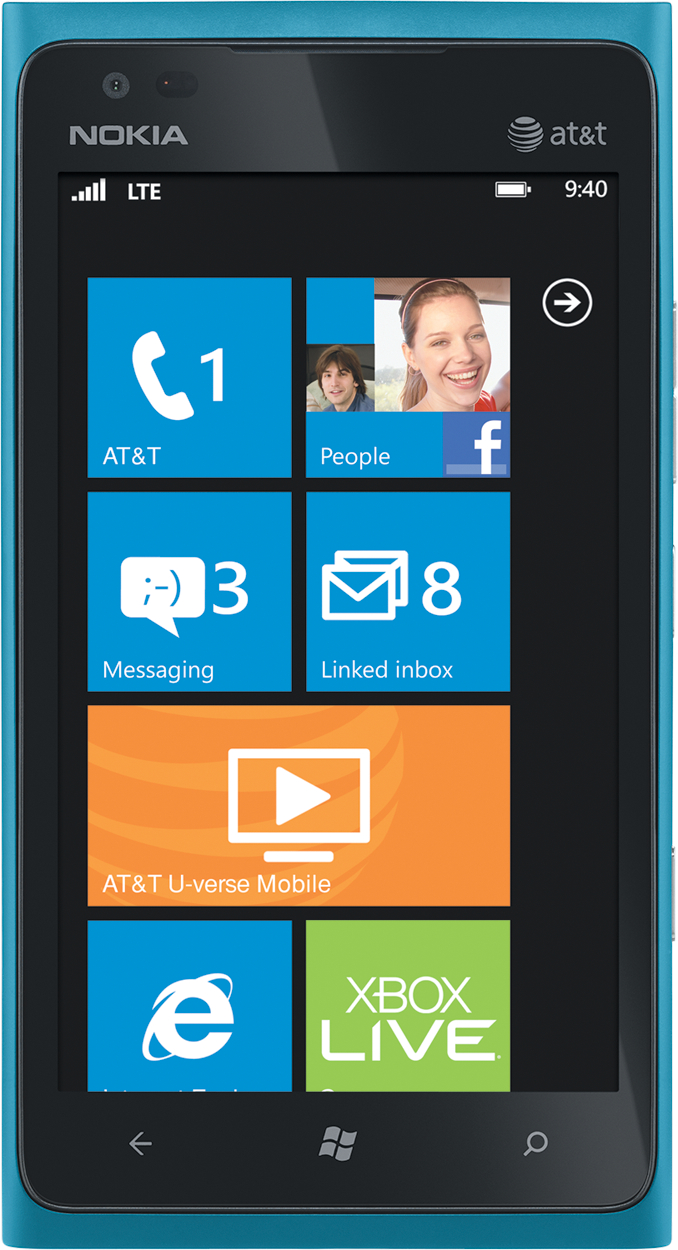 NOKIA
at&t
LTE
9:40
1
AT&T
People
f
;-)
3
Messaging
8
Linked inbox
AT&T U-verse Mobile
XBOX
LIVE